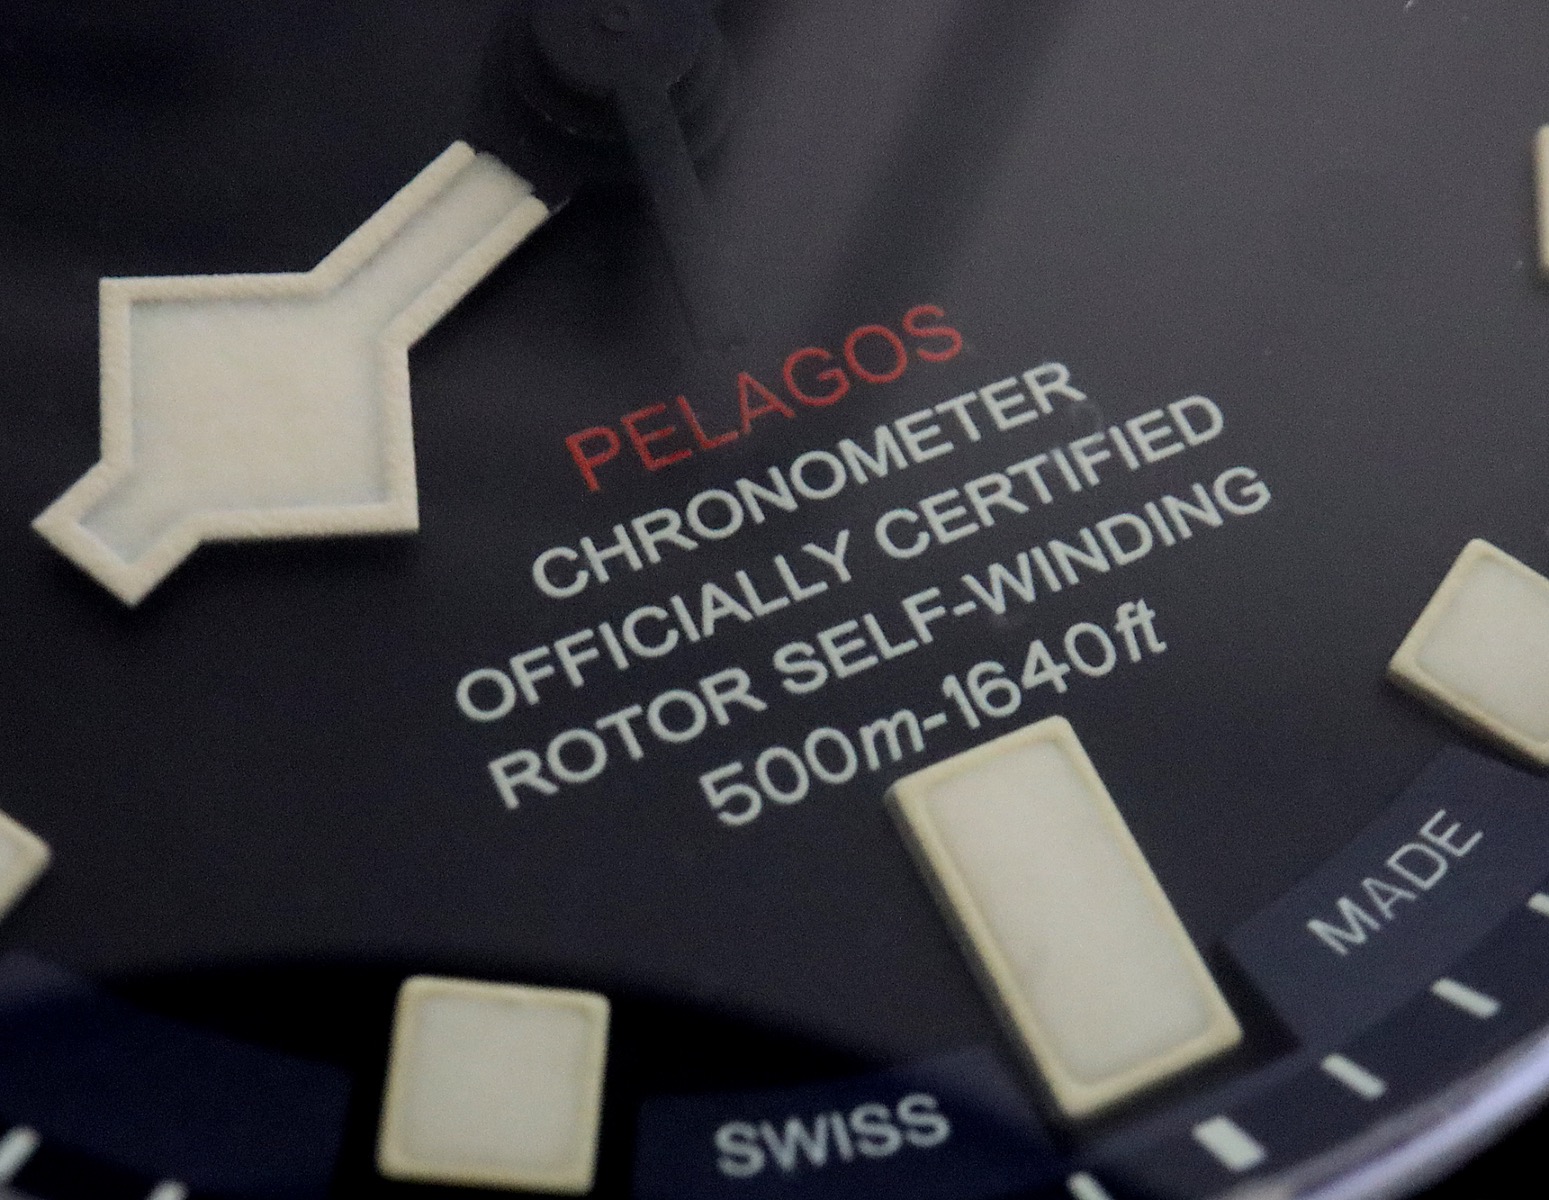 PELAGOS
CHRONOMETER
OFFICIALLY CERTIFIED
ROTOR SELF-WINDING
500m-1640ft
SWISS
MADE